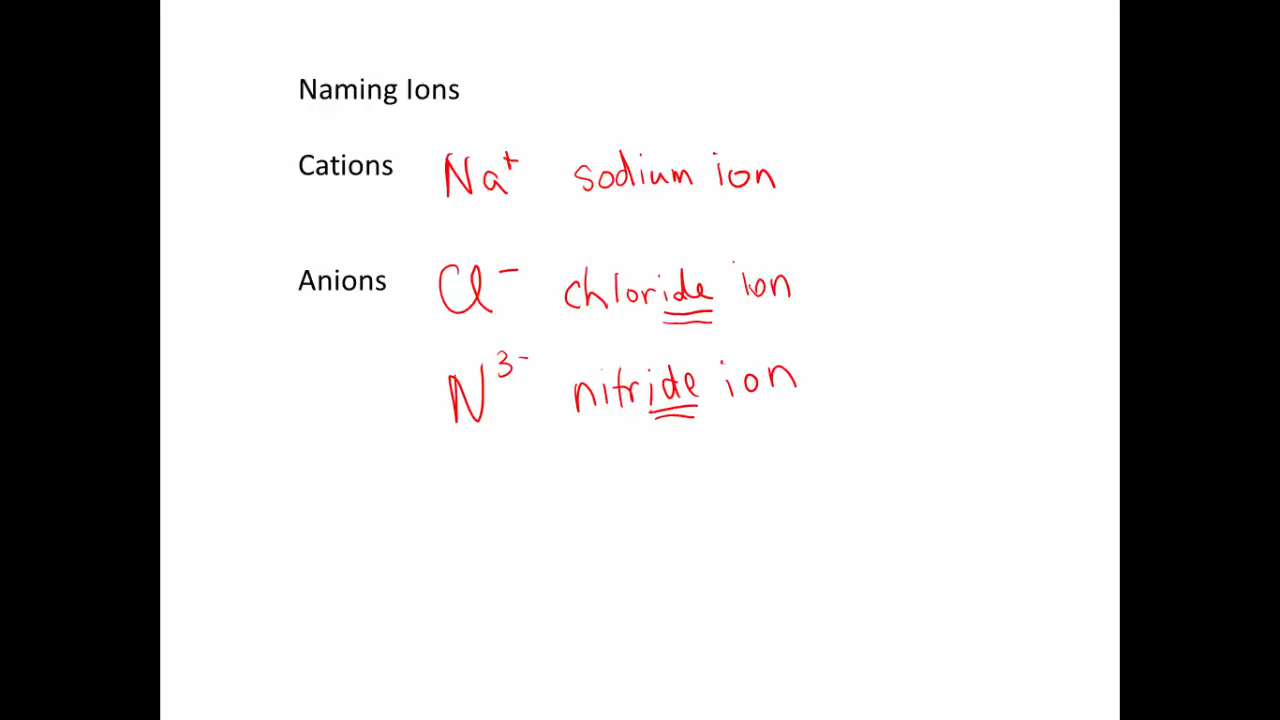 Naming Ions
Cations Na⁺ sodium ion
Anions Cl⁻ chloride ion
N³⁻ nitride ion